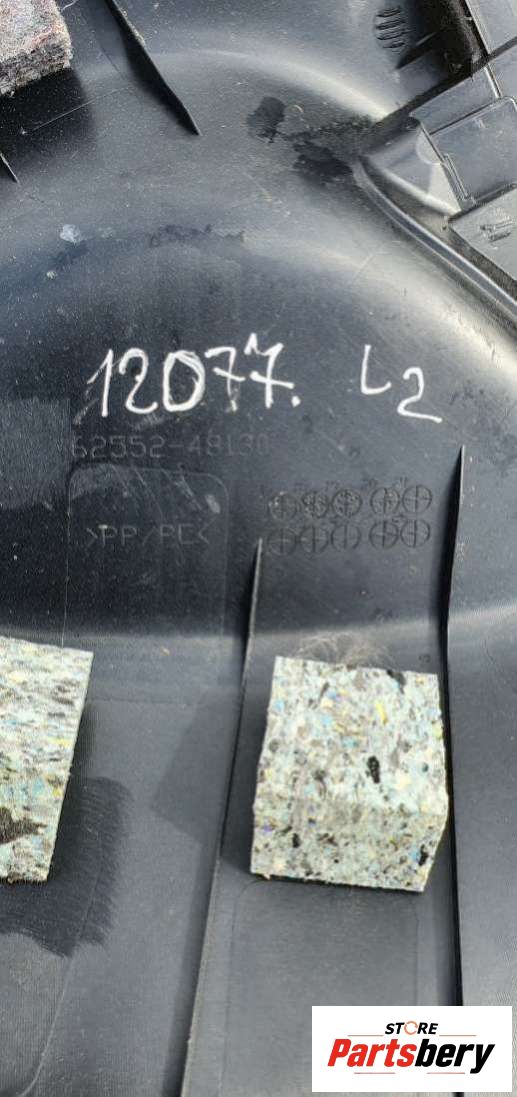 12077. L2
62552-48130
>PP/PE<
STORE
Partsbery